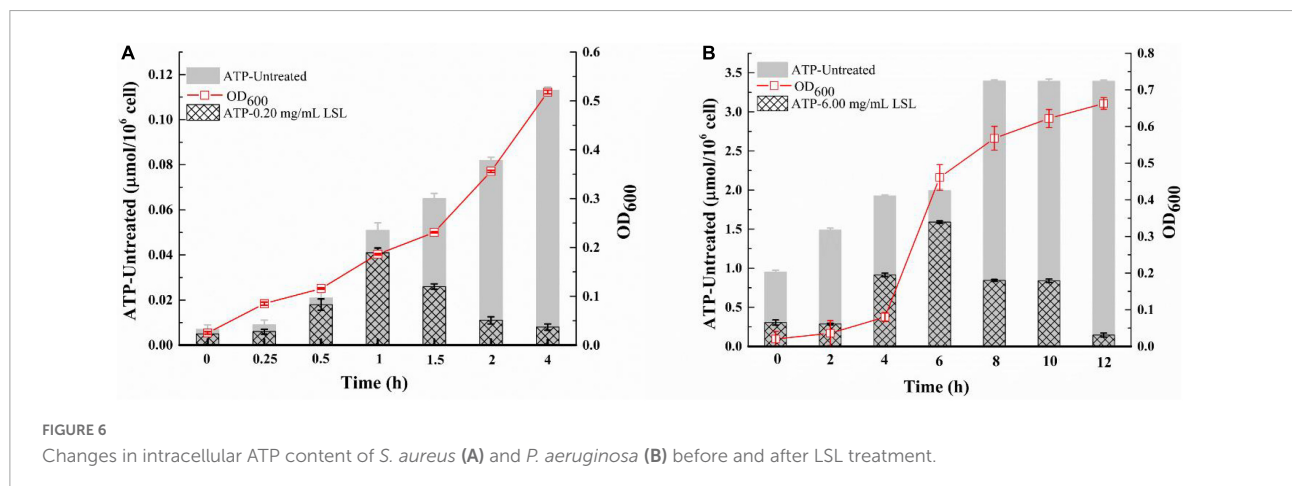 A
ATP-Untreated
OD600
ATP-0.20 mg/mL LSL
ATP-Untreated (μmol/10⁶ cell)
0.12
0.10
0.08
0.06
0.04
0.02
0.00
0.6
0.5
0.4
0.3
0.2
0.1
0.0
OD600
0 0.25 0.5 1 1.5 2 4
Time (h)
B
ATP-Untreated
OD600
ATP-6.00 mg/mL LSL
ATP-Untreated (μmol/10⁶ cell)
3.5
3.0
2.5
2.0
1.5
1.0
0.5
0.0
0.8
0.7
0.6
0.5
0.4
0.3
0.2
0.1
0.0
OD600
0 2 4 6 8 10 12
Time (h)
FIGURE 6
Changes in intracellular ATP content of S. aureus (A) and P. aeruginosa (B) before and after LSL treatment.